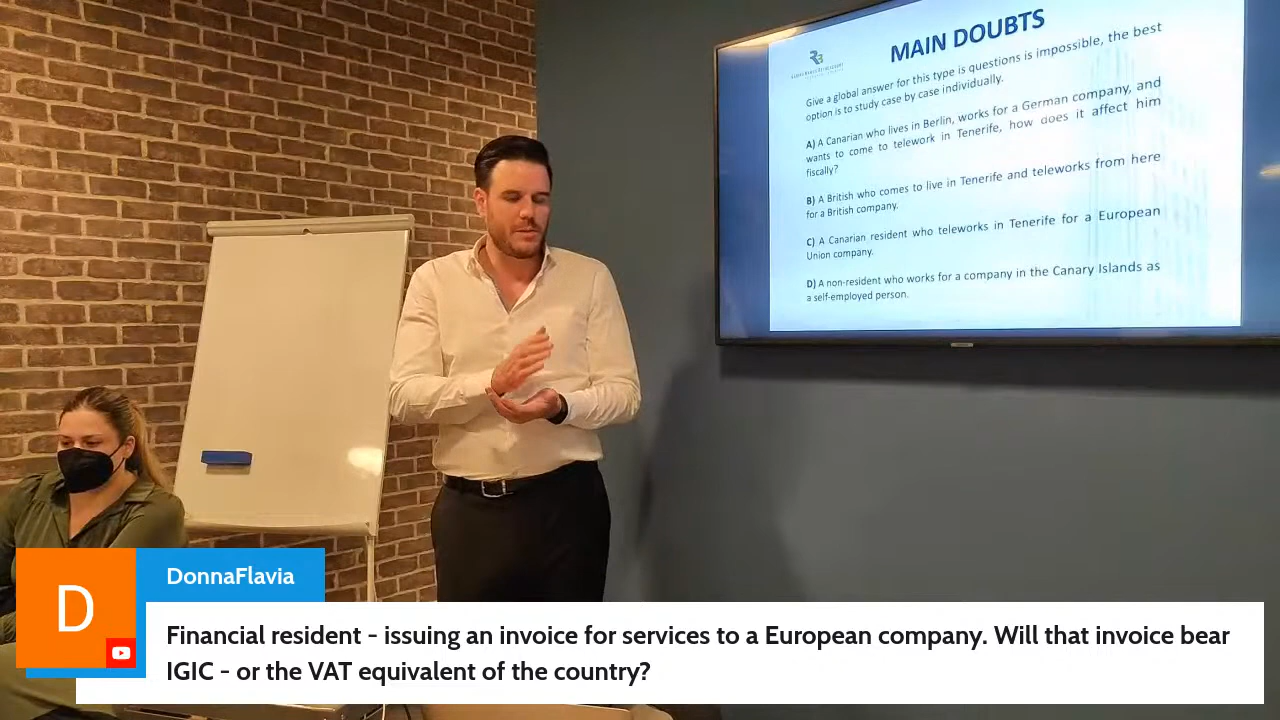 MAIN DOUBTS
RB
Give a global answer for this type is questions is impossible, the best
option is to study case by case individually.
A) A Canarian who lives in Berlin, works for a German company, and
wants to come to telework in Tenerife, how does it affect him
fiscally?
B) A British who comes to live in Tenerife and teleworks from here
for a British company.
C) A Canarian resident who teleworks in Tenerife for a European
Union company.
D) A non-resident who works for a company in the Canary Islands as
a self-employed person.
D
DonnaFlavia
Financial resident - issuing an invoice for services to a European company. Will that invoice bear
IGIC - or the VAT equivalent of the country?